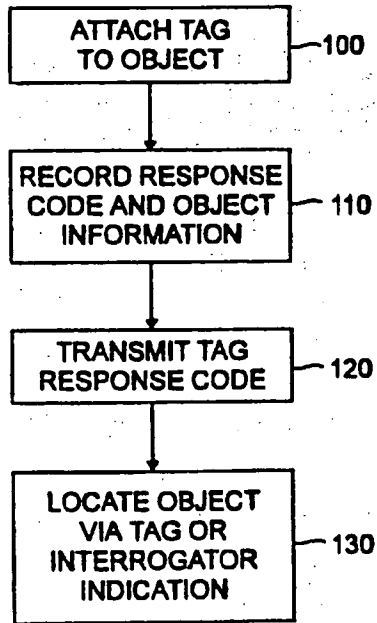 ATTACH TAG
TO OBJECT
100
RECORD RESPONSE
CODE AND OBJECT
INFORMATION
110
TRANSMIT TAG
RESPONSE CODE
120
LOCATE OBJECT
VIA TAG OR
INTERROGATOR
INDICATION
130